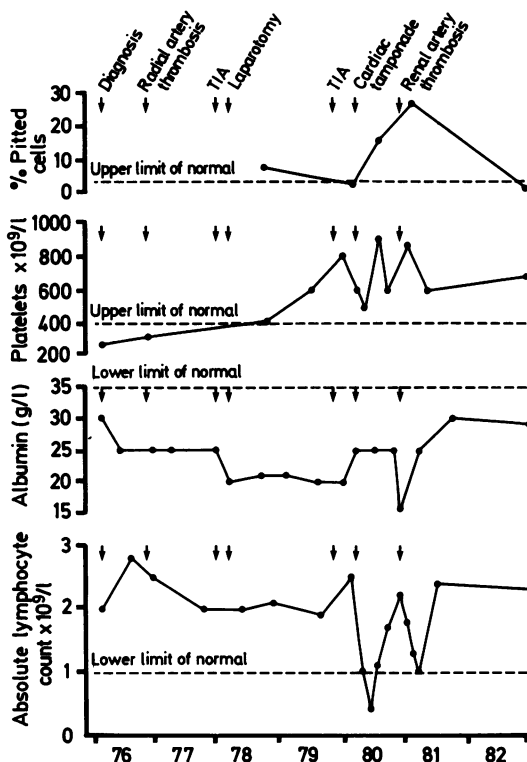 Diagnosis
Radial artery
thrombosis
TIA
Laparotomy
TIA
Cardiac
tamponade
Renal artery
thrombosis
% Pitted
cells
30
20
10
0
Upper limit of normal
Platelets x10⁹/l
1000
800
600
400
200
Upper limit of normal
Albumin (g/l)
35
30
25
20
15
Lower limit of normal
Absolute lymphocyte
count x10⁹/l
3
2
1
0
Lower limit of normal
76 77 78 79 80 81 82